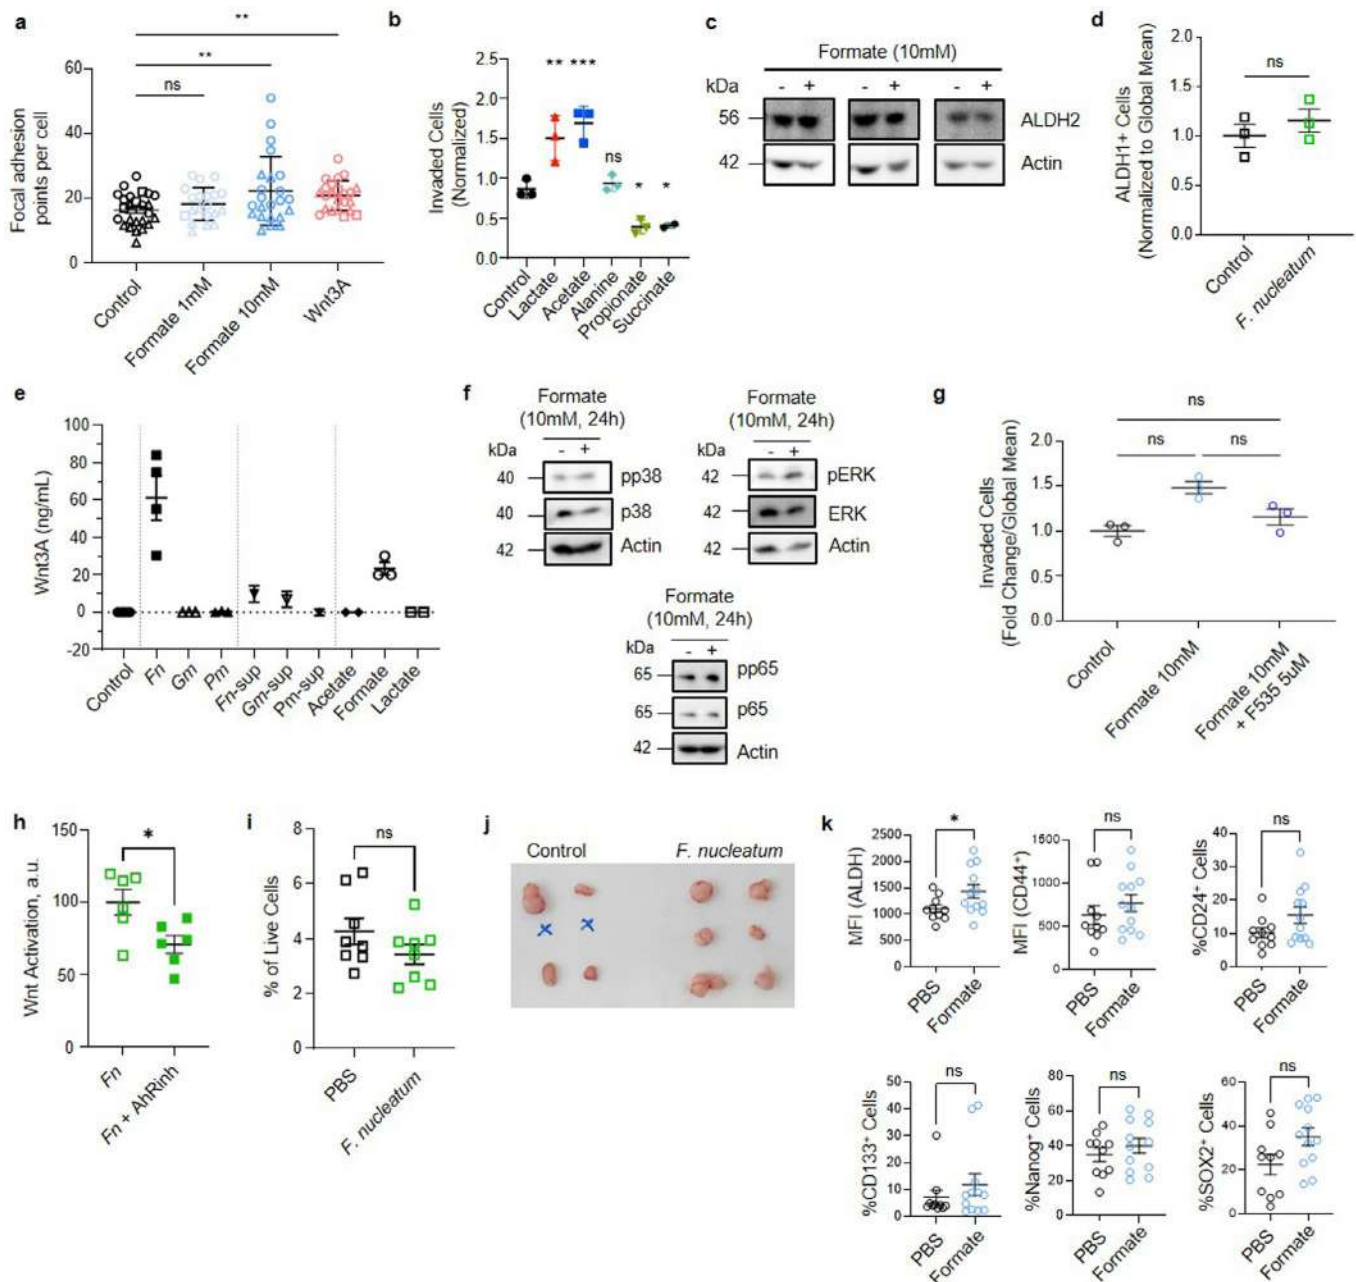 a
**
**
ns
60
40
20
0
Focal adhesion
points per cell
Control
Formate 1mM
Formate 10mM
Wnt3A
b
2.5
2.0
1.5
1.0
0.5
0.0
Invaded Cells
(Normalized)
**
***
ns
*
*
Control
Lactate
Acetate
Alanine
Propionate
Succinate
c
Formate (10mM)
kDa
- + - + - +
56
ALDH2
42
Actin
d
2.0
1.5
1.0
0.5
0.0
ALDH1+ Cells
(Normalized to Global Mean)
ns
Control
F. nucleatum
e
100
80
60
40
20
0
-20
Wnt3A (ng/mL)
Control
Fn
Gm
Pm
Fn-sup
Gm-sup
Pm-sup
Acetate
Formate
Lactate
f
Formate
(10mM, 24h)
kDa
- +
40
pp38
40
p38
42
Actin
Formate
(10mM, 24h)
kDa
- +
42
pERK
42
ERK
42
Actin
Formate
(10mM, 24h)
kDa
- +
65
pp65
65
p65
42
Actin
g
2.0
1.5
1.0
0.5
0.0
Invaded Cells
(Fold Change/Global Mean)
ns
ns
ns
Control
Formate 10mM
Formate 10mM
+ F535 5uM
h
150
100
50
0
Wnt Activation, a.u.
*
Fn
Fn + AhRinh
i
8
6
4
2
0
% of Live Cells
ns
PBS
F. nucleatum
j
Control
F. nucleatum
k
2500
2000
1500
1000
500
0
MFI (ALDH)
*
PBS
Formate
1500
1000
500
0
MFI (CD44+)
ns
PBS
Formate
40
30
20
10
0
%CD24+ Cells
ns
PBS
Formate
50
40
30
20
10
0
%CD133+ Cells
ns
PBS
Formate
80
60
40
20
0
%Nanog+ Cells
ns
PBS
Formate
60
40
20
0
%SOX2+ Cells
ns
PBS
Formate